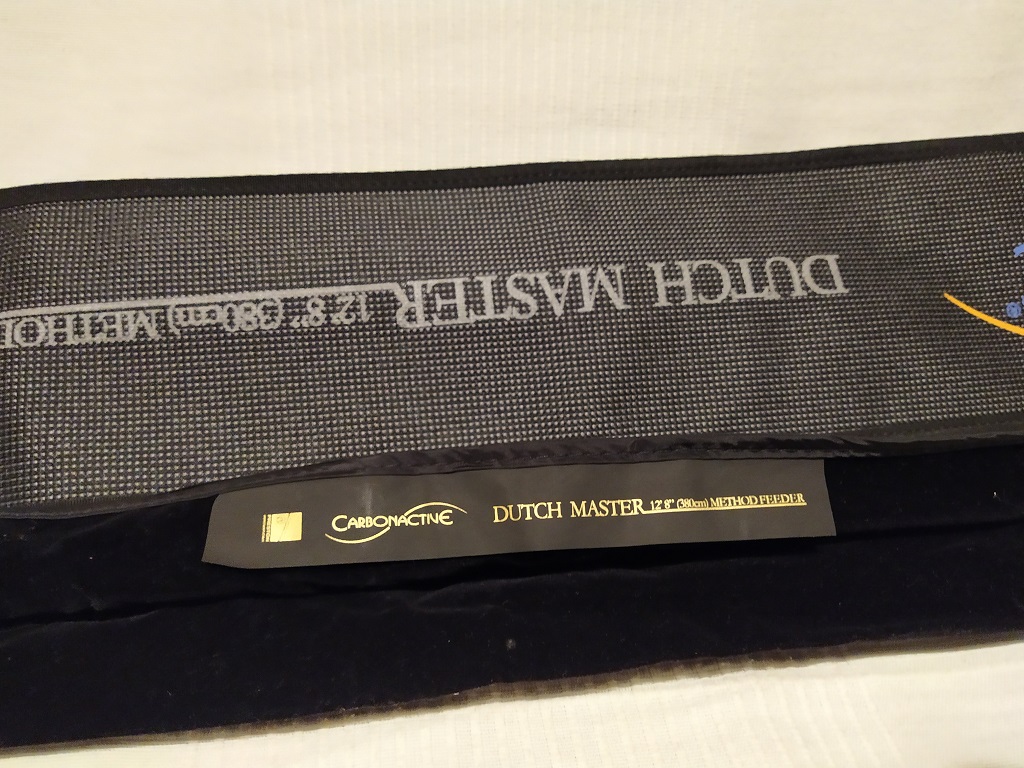 DUTCH MASTER 12' 8" (380cm) METHO
®
CARBONACTIVE
DUTCH MASTER 12' 8" (380cm) METHOD FEEDER